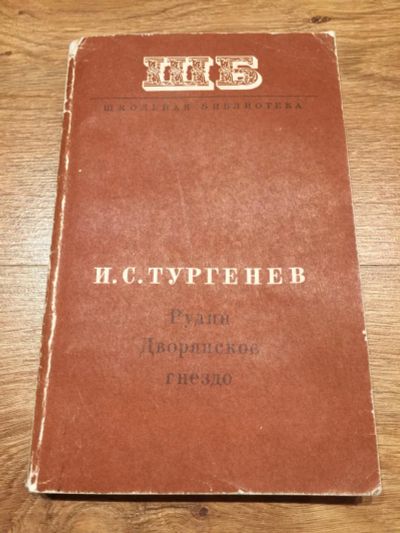 ШБ
ШКОЛЬНАЯ БИБЛИОТЕКА
И.С.ТУРГЕНЕВ
Рудин
Дворянское
гнездо